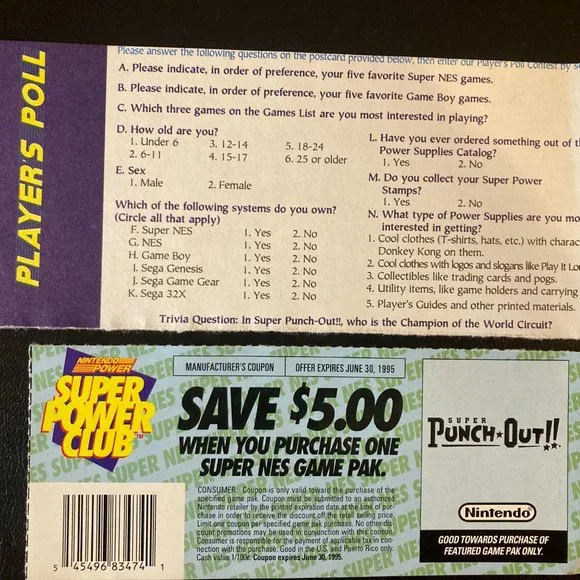 PLAYER'S POLL
Please answer the following questions on the postcard provided below, then enter our Player's Poll Contest by
A. Please indicate, in order of preference, your five favorite Super NES games.
B. Please indicate, in order of preference, your five favorite Game Boy games.
C. Which three games on the Games List are you most interested in playing?
D. How old are you?
1. Under 6 3. 12-14 5. 18-24
2. 6-11 4. 15-17 6. 25 or older
E. Sex
1. Male 2. Female
Which of the following systems do you own?
(Circle all that apply)
F. Super NES 1. Yes 2. No
G. NES 1. Yes 2. No
H. Game Boy 1. Yes 2. No
I. Sega Genesis 1. Yes 2. No
J. Sega Game Gear 1. Yes 2. No
K. Sega 32X 1. Yes 2. No
L. Have you ever ordered something out of
Power Supplies Catalog?
1. Yes 2. No
M. Do you collect your Super Power
Stamps?
1. Yes 2. No
N. What type of Power Supplies are you
interested in getting?
1. Cool clothes (T-shirts, hats, etc.) with
Donkey Kong on them.
2. Cool clothes with logos and slogans like Play It
3. Collectibles like trading cards and pogs.
4. Utility items, like game holders and carrying
5. Player's Guides and other printed materials.
Trivia Question: In Super Punch-Out!!, who is the Champion of the World Circuit?
NINTENDO
POWER
SUPER
POWER
CLUB™
MANUFACTURER'S COUPON OFFER EXPIRES JUNE 30, 1995
SAVE $5.00
WHEN YOU PURCHASE ONE
SUPER NES GAME PAK.
CONSUMER: Coupon is only valid toward the purchase of the
specified game pak. Coupon must be submitted to an authorized
Nintendo retailer by the printed expiration date at the time of pur-
chase in order to receive the discount off the retail selling price.
Limit one coupon per specified game pak purchase. No other dis-
count promotions may be used in conjunction with this coupon.
Consumer is responsible for the payment of applicable tax in con-
nection with the purchase. Good in the U.S. and Puerto Rico only.
Cash value 1/100¢. Coupon expires June 30, 1995.
5 45496 83474 1
SUPER
PUNCH-OUT!!
Nintendo
GOOD TOWARDS PURCHASE OF
FEATURED GAME PAK ONLY.